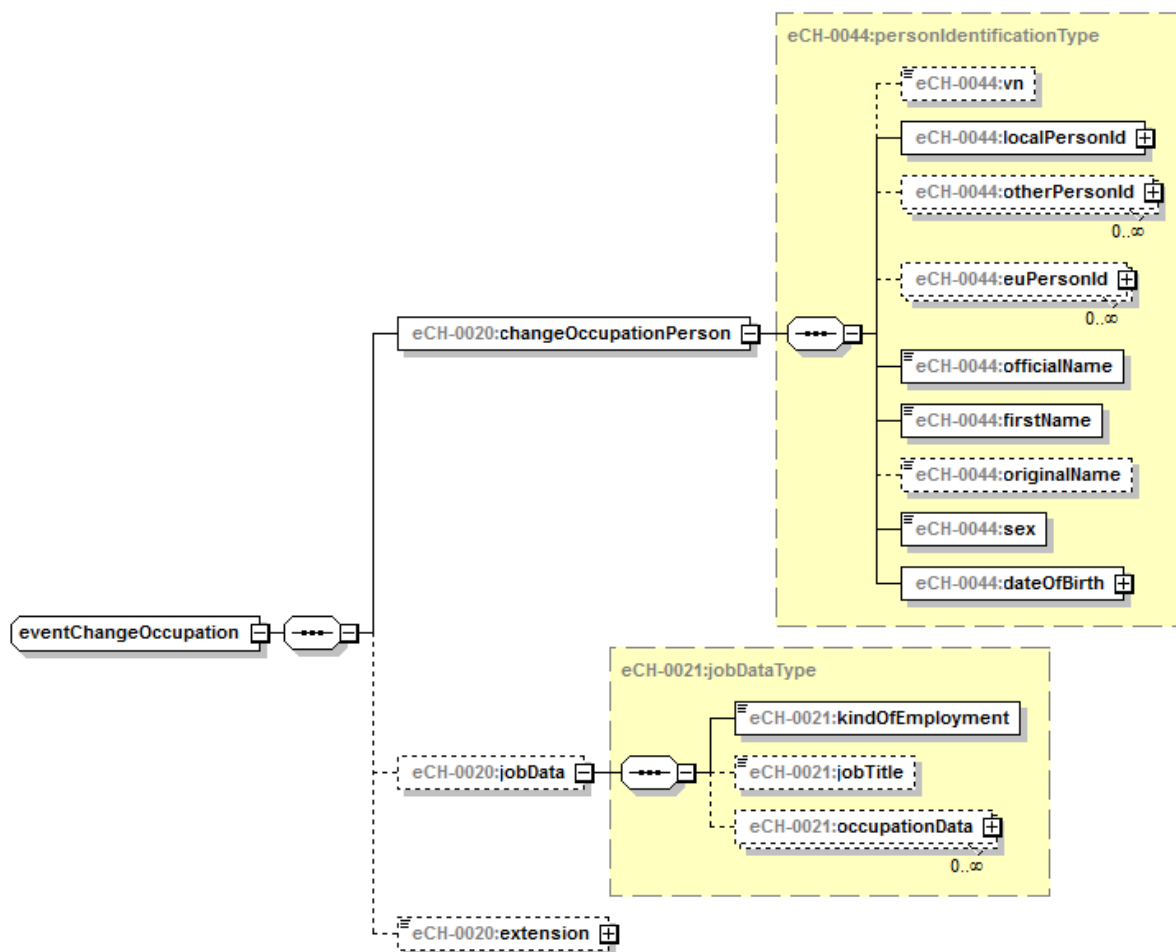 eCH-0044:personIdentificationType
eCH-0044:vn
eCH-0044:localPersonId
eCH-0044:otherPersonId
0..∞
eCH-0044:euPersonId
0..∞
eCH-0020:changeOccupationPerson
eCH-0044:officialName
eCH-0044:firstName
eCH-0044:originalName
eCH-0044:sex
eCH-0044:dateOfBirth
eventChangeOccupation
eCH-0021:jobDataType
eCH-0021:kindOfEmployment
eCH-0020:jobData
eCH-0021:jobTitle
eCH-0021:occupationData
0..∞
eCH-0020:extension